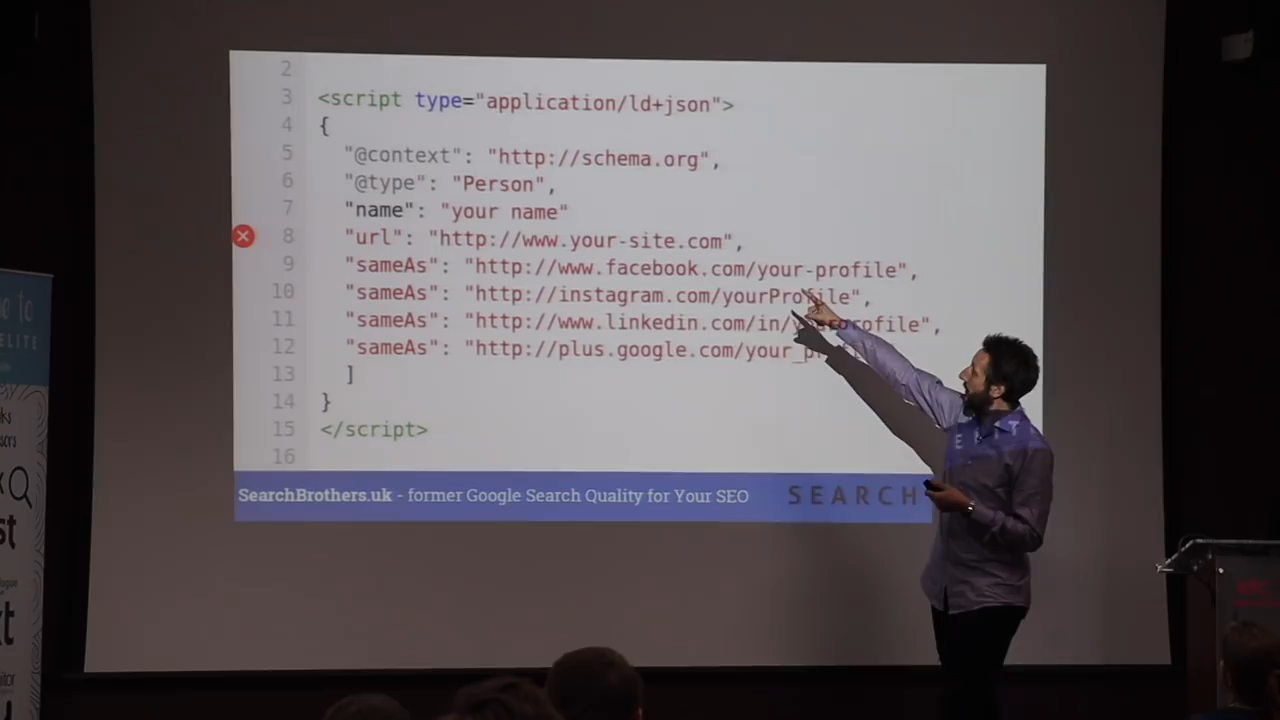 2
3 <script type="application/ld+json">
4 {
5 "@context": "http://schema.org",
6 "@type": "Person",
7 "name": "your name"
8 "url": "http://www.your-site.com",
9 "sameAs": "http://www.facebook.com/your-profile",
10 "sameAs": "http://instagram.com/yourProfile",
11 "sameAs": "http://www.linkedin.com/in/yourprofile",
12 "sameAs": "http://plus.google.com/your_
13 ]
14 }
15 </script>
16
SearchBrothers.uk - former Google Search Quality for Your SEO
SEARCH
to
ELITE